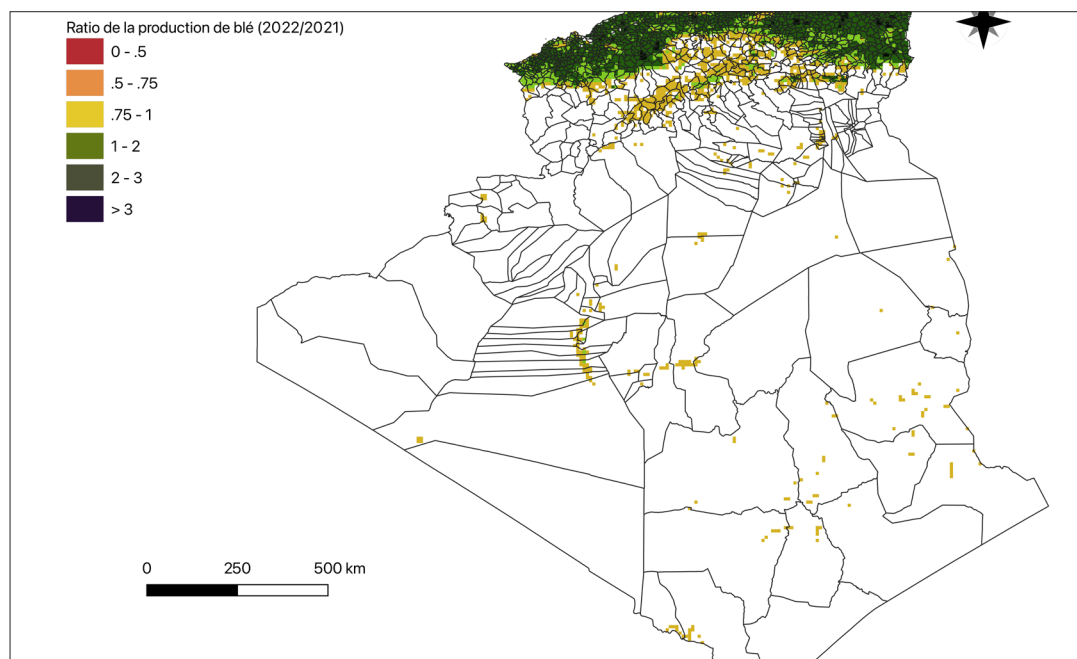 Ratio de la production de blé (2022/2021)
0 - .5
.5 - .75
.75 - 1
1 - 2
2 - 3
> 3
0 250 500 km